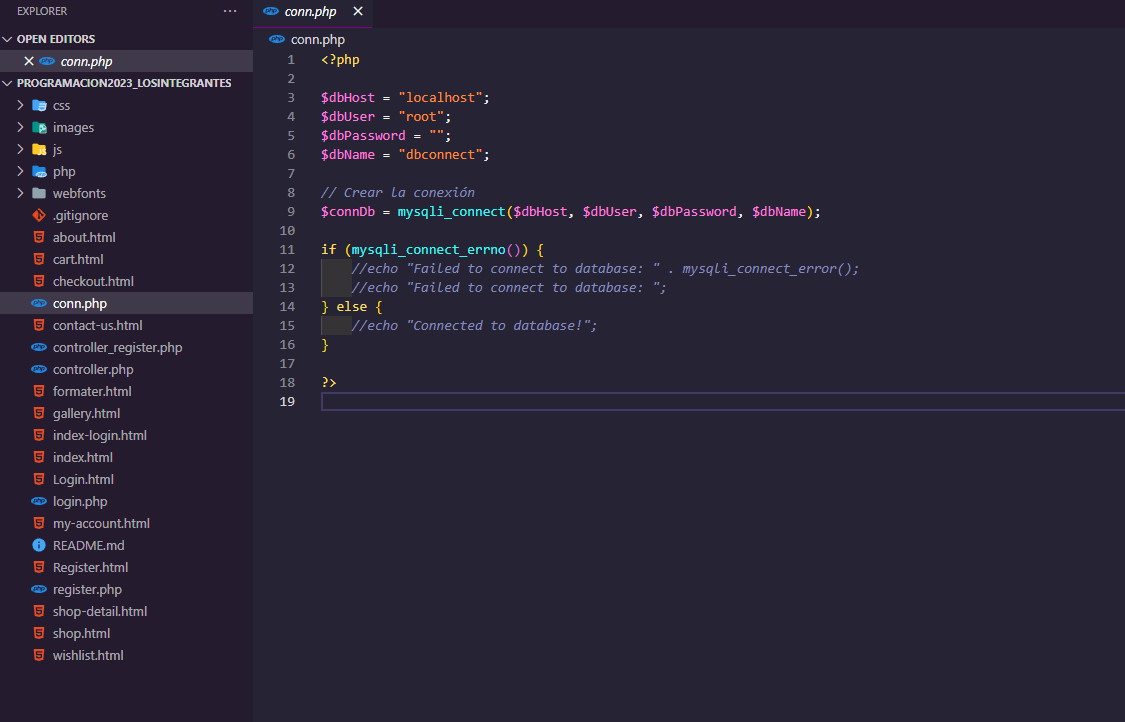 EXPLORER
...
OPEN EDITORS
conn.php
PROGRAMACION2023_LOSINTEGRANTES
css
images
js
php
webfonts
.gitignore
about.html
cart.html
checkout.html
conn.php
contact-us.html
controller_register.php
controller.php
formater.html
gallery.html
index-login.html
index.html
Login.html
login.php
my-account.html
README.md
Register.html
register.php
shop-detail.html
shop.html
wishlist.html
conn.php
conn.php
1 <?php
2
3 $dbHost = "localhost";
4 $dbUser = "root";
5 $dbPassword = "";
6 $dbName = "dbconnect";
7
8 // Crear la conexión
9 $connDb = mysqli_connect($dbHost, $dbUser, $dbPassword, $dbName);
10
11 if (mysqli_connect_errno()) {
12     //echo "Failed to connect to database: " . mysqli_connect_error();
13     //echo "Failed to connect to database: ";
14 } else {
15     //echo "Connected to database!";
16 }
17
18 ?>
19